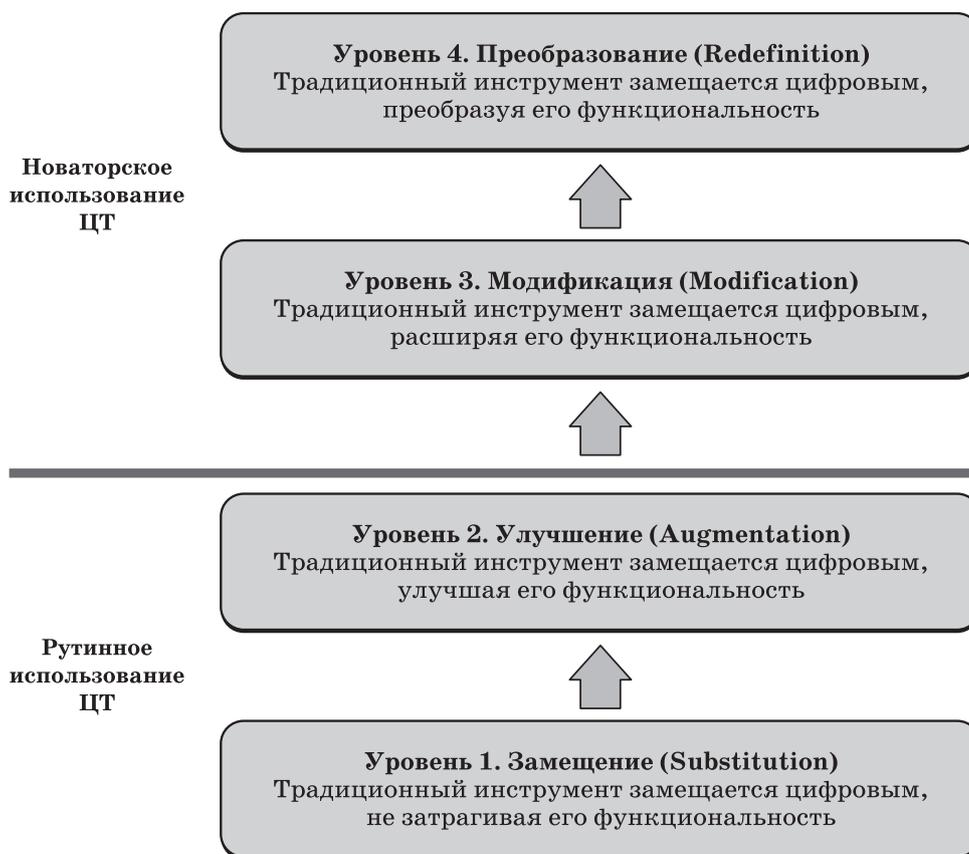 Уровень 4. Преобразование (Redefinition)
Традиционный инструмент замещается цифровым,
преобразуя его функциональность
Новаторское
использование
ЦТ
Уровень 3. Модификация (Modification)
Традиционный инструмент замещается цифровым,
расширяя его функциональность
Уровень 2. Улучшение (Augmentation)
Традиционный инструмент замещается цифровым,
улучшая его функциональность
Рутинное
использование
ЦТ
Уровень 1. Замещение (Substitution)
Традиционный инструмент замещается цифровым,
не затрагивая его функциональность